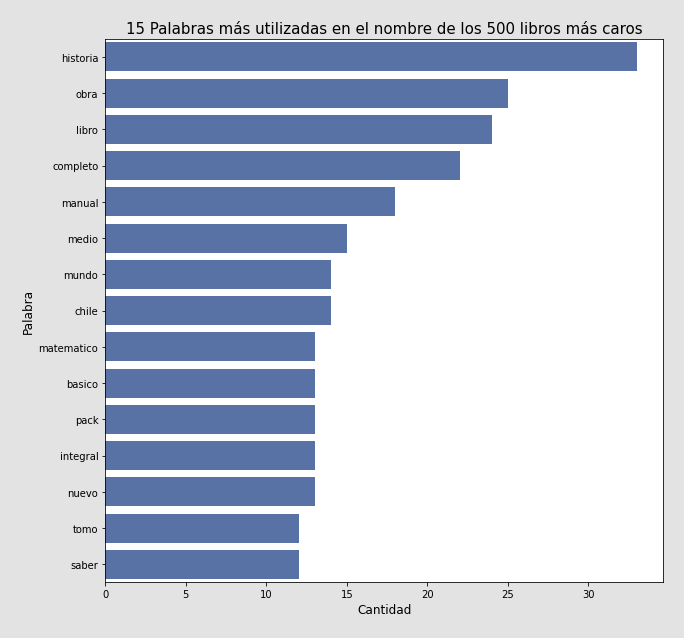 15 Palabras más utilizadas en el nombre de los 500 libros más caros
historia
obra
libro
completo
manual
medio
mundo
chile
matematico
basico
pack
integral
nuevo
tomo
saber
Palabra
0 5 10 15 20 25 30
Cantidad